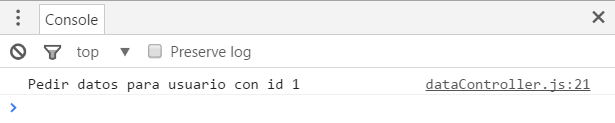 Console
top Preserve log
Pedir datos para usuario con id 1 dataController.js:21